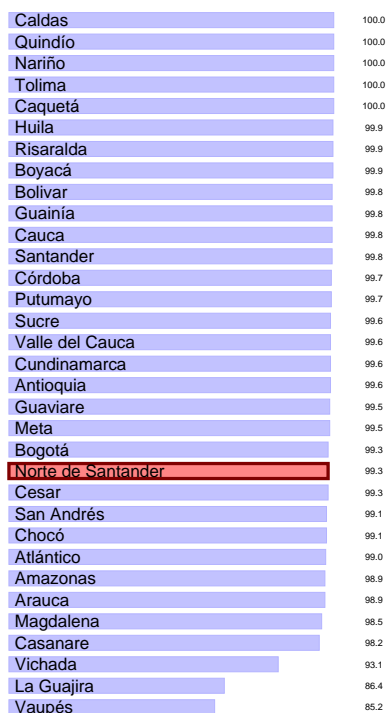 Caldas 100.0
Quindío 100.0
Nariño 100.0
Tolima 100.0
Caquetá 100.0
Huila 99.9
Risaralda 99.9
Boyacá 99.9
Bolivar 99.8
Guainía 99.8
Cauca 99.8
Santander 99.8
Córdoba 99.7
Putumayo 99.7
Sucre 99.6
Valle del Cauca 99.6
Cundinamarca 99.6
Antioquia 99.6
Guaviare 99.5
Meta 99.5
Bogotá 99.3
Norte de Santander 99.3
Cesar 99.3
San Andrés 99.1
Chocó 99.1
Atlántico 99.0
Amazonas 98.9
Arauca 98.9
Magdalena 98.5
Casanare 98.2
Vichada 93.1
La Guajira 86.4
Vaupés 85.2